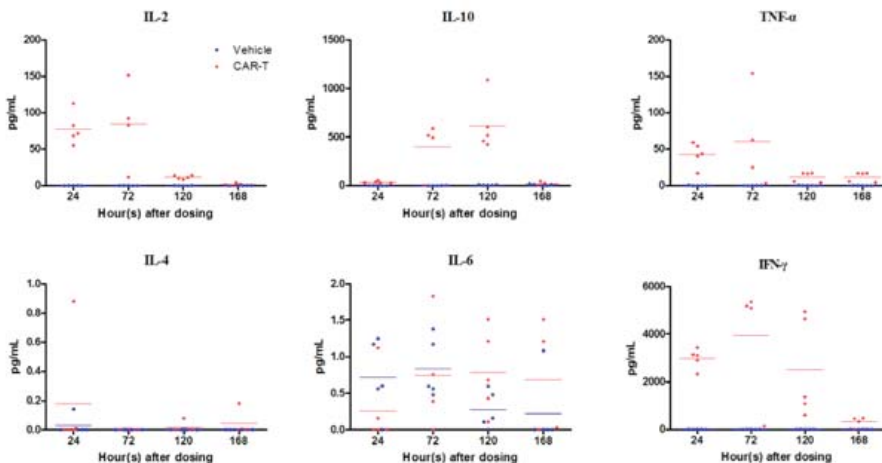 IL-2
200
150
100
50
0
pg/mL
24 72 120 168
Hour(s) after dosing
Vehicle
CAR-T
IL-10
1500
1000
500
0
pg/mL
24 72 120 168
Hour(s) after dosing
TNF-α
200
150
100
50
0
pg/mL
24 72 120 168
Hour(s) after dosing
IL-4
1.0
0.8
0.6
0.4
0.2
0.0
pg/mL
24 72 120 168
Hour(s) after dosing
IL-6
2.0
1.5
1.0
0.5
0.0
pg/mL
24 72 120 168
Hour(s) after dosing
IFN-γ
6000
4000
2000
0
pg/mL
24 72 120 168
Hour(s) after dosing